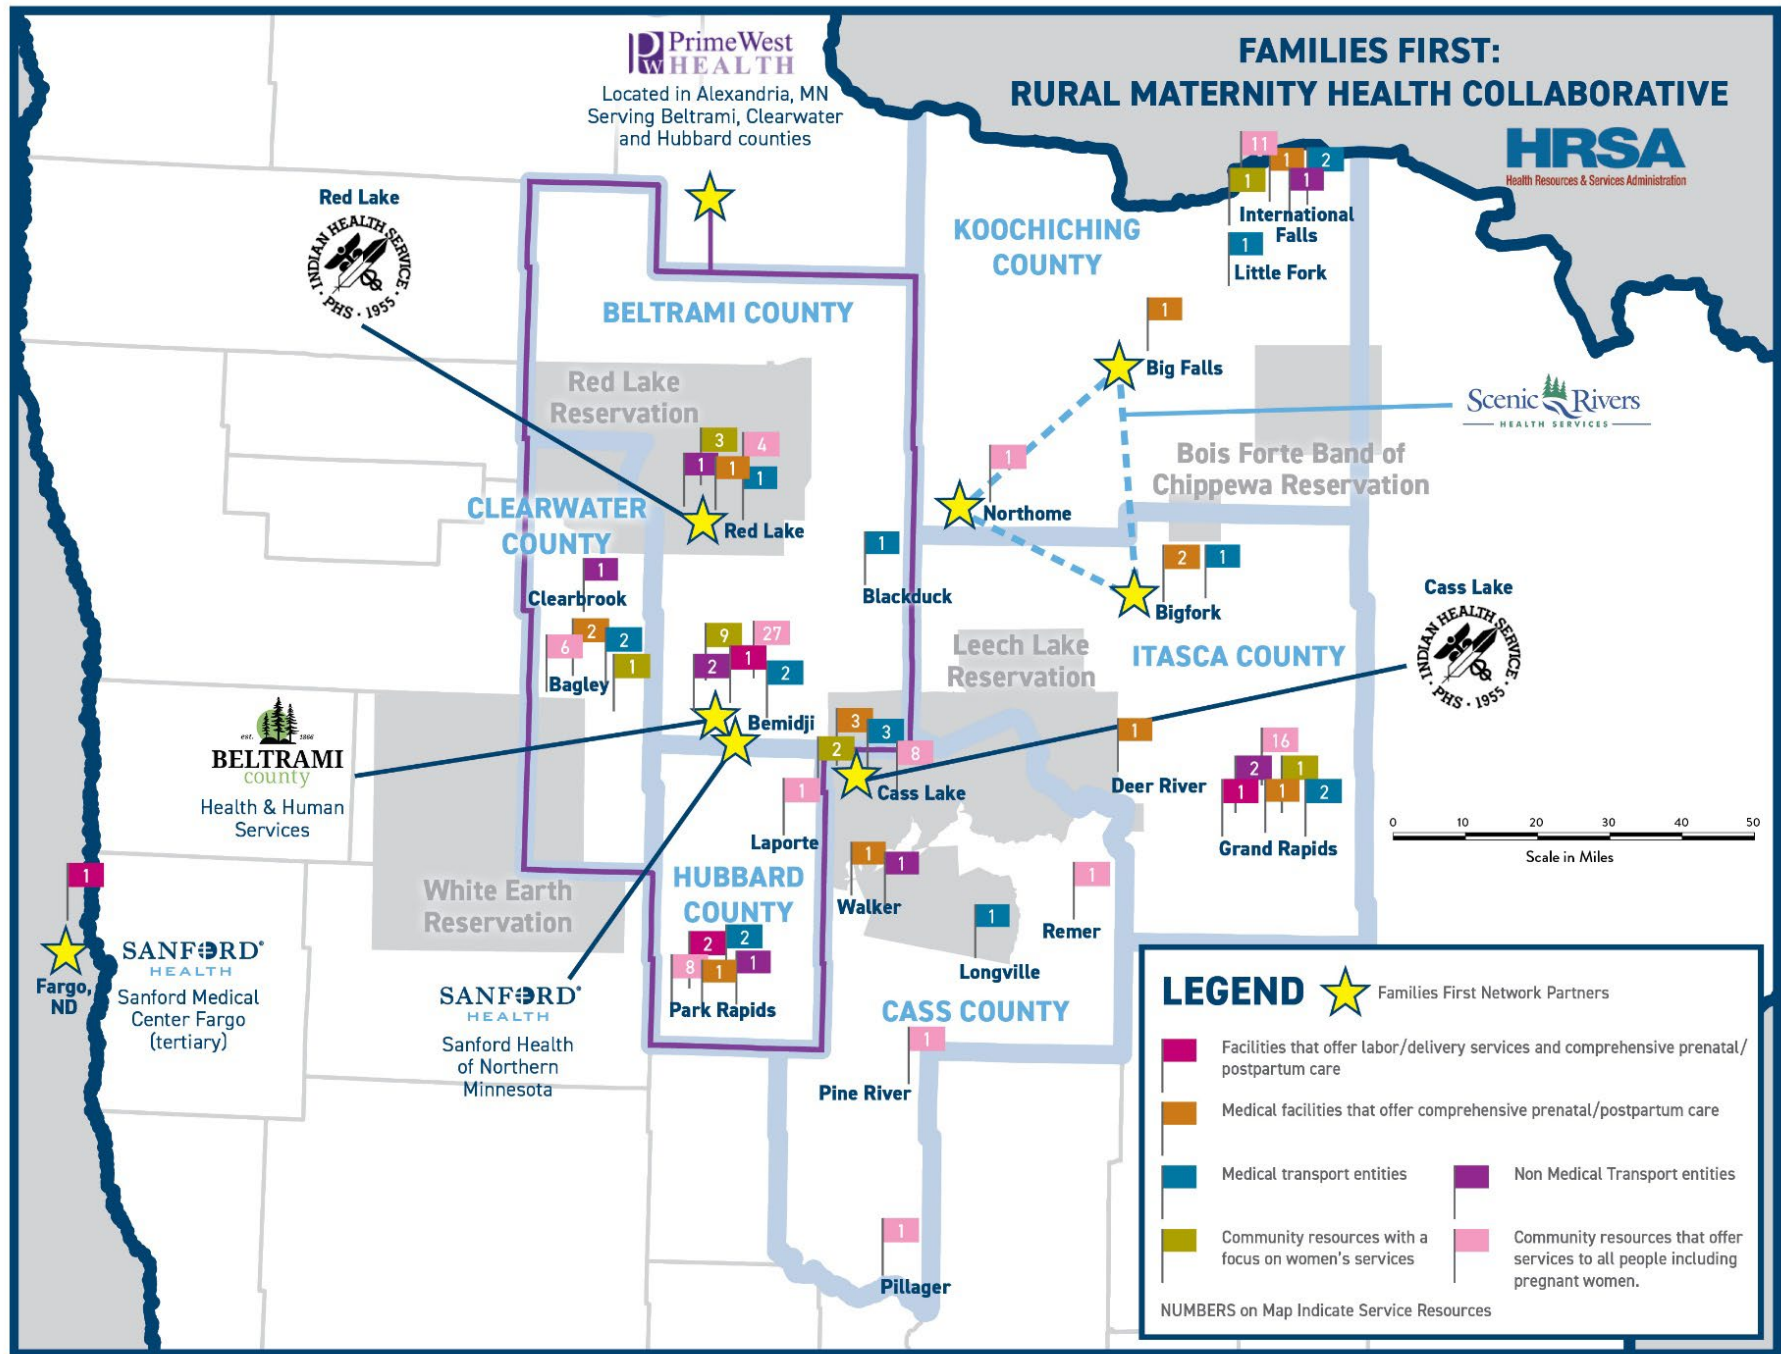 PrimeWest
HEALTH
Located in Alexandria, MN
Serving Beltrami, Clearwater
and Hubbard counties
FAMILIES FIRST:
RURAL MATERNITY HEALTH COLLABORATIVE
HRSA
Health Resources & Services Administration
Red Lake
INDIAN HEALTH SERVICE · PHS · 1955 ·
KOOCHICHING
COUNTY
11
1
2
1
1
International
Falls
1
Little Fork
BELTRAMI COUNTY
1
Big Falls
Red Lake
Reservation
Scenic Rivers
HEALTH SERVICES
3
4
1
1
1
Red Lake
1
Northome
Bois Forte Band of
Chippewa Reservation
CLEARWATER
COUNTY
1
Clearbrook
1
Blackduck
2
1
Bigfork
Cass Lake
INDIAN HEALTH SERVICE · PHS · 1955 ·
6
2
2
1
Bagley
9
27
2
1
2
Bemidji
Leech Lake
Reservation
ITASCA COUNTY
est. 1866
BELTRAMI
county
Health & Human
Services
3
3
2
8
Cass Lake
1
Deer River
16
2
1
1
1
2
Grand Rapids
0 10 20 30 40 50
Scale in Miles
1
Laporte
1
1
Walker
1
Remer
1
Longville
White Earth
Reservation
HUBBARD
COUNTY
2
2
8
1
1
Park Rapids
1
Fargo,
ND
SANFORD
HEALTH
Sanford Medical
Center Fargo
(tertiary)
SANFORD
HEALTH
Sanford Health
of Northern
Minnesota
CASS COUNTY
1
Pine River
1
Pillager
LEGEND
Families First Network Partners
Facilities that offer labor/delivery services and comprehensive prenatal/
postpartum care
Medical facilities that offer comprehensive prenatal/postpartum care
Medical transport entities
Non Medical Transport entities
Community resources with a
focus on women's services
Community resources that offer
services to all people including
pregnant women.
NUMBERS on Map Indicate Service Resources